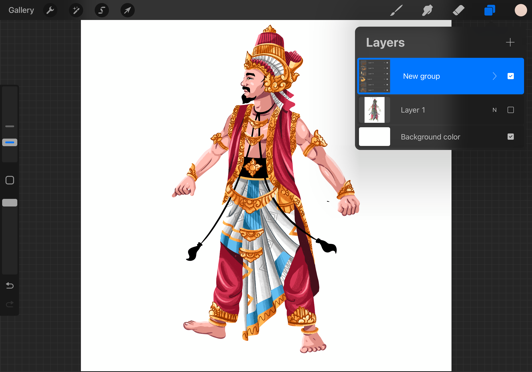 Gallery
Layers
New group
Layer 1
N
Background color